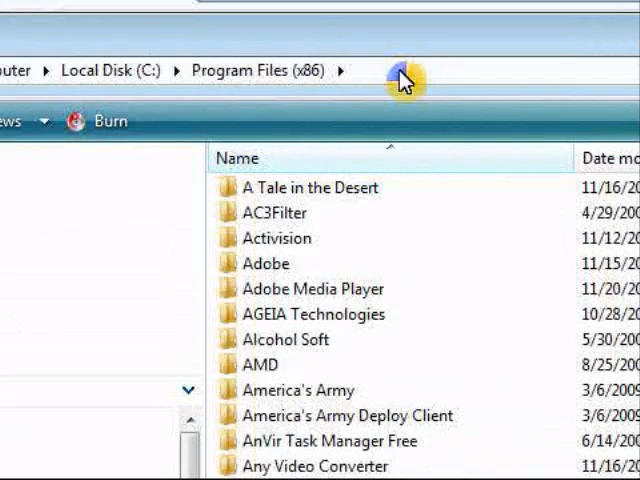 puter Local Disk (C:) Program Files (x86)
ews Burn
Name Date mo
A Tale in the Desert 11/16/20
AC3Filter 4/29/200
Activision 11/12/20
Adobe 11/15/20
Adobe Media Player 11/20/20
AGEIA Technologies 10/28/20
Alcohol Soft 5/30/200
AMD 8/25/200
America's Army 3/6/2009
America's Army Deploy Client 3/6/2009
AnVir Task Manager Free 6/14/200
Any Video Converter 11/16/20